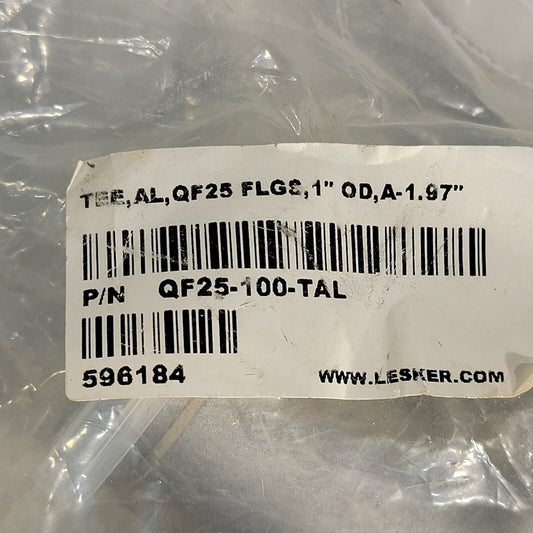 TEE,AL,QF25 FLGS,1" OD,A-1.97"
P/N QF25-100-TAL
596184
WWW.LESKER.COM